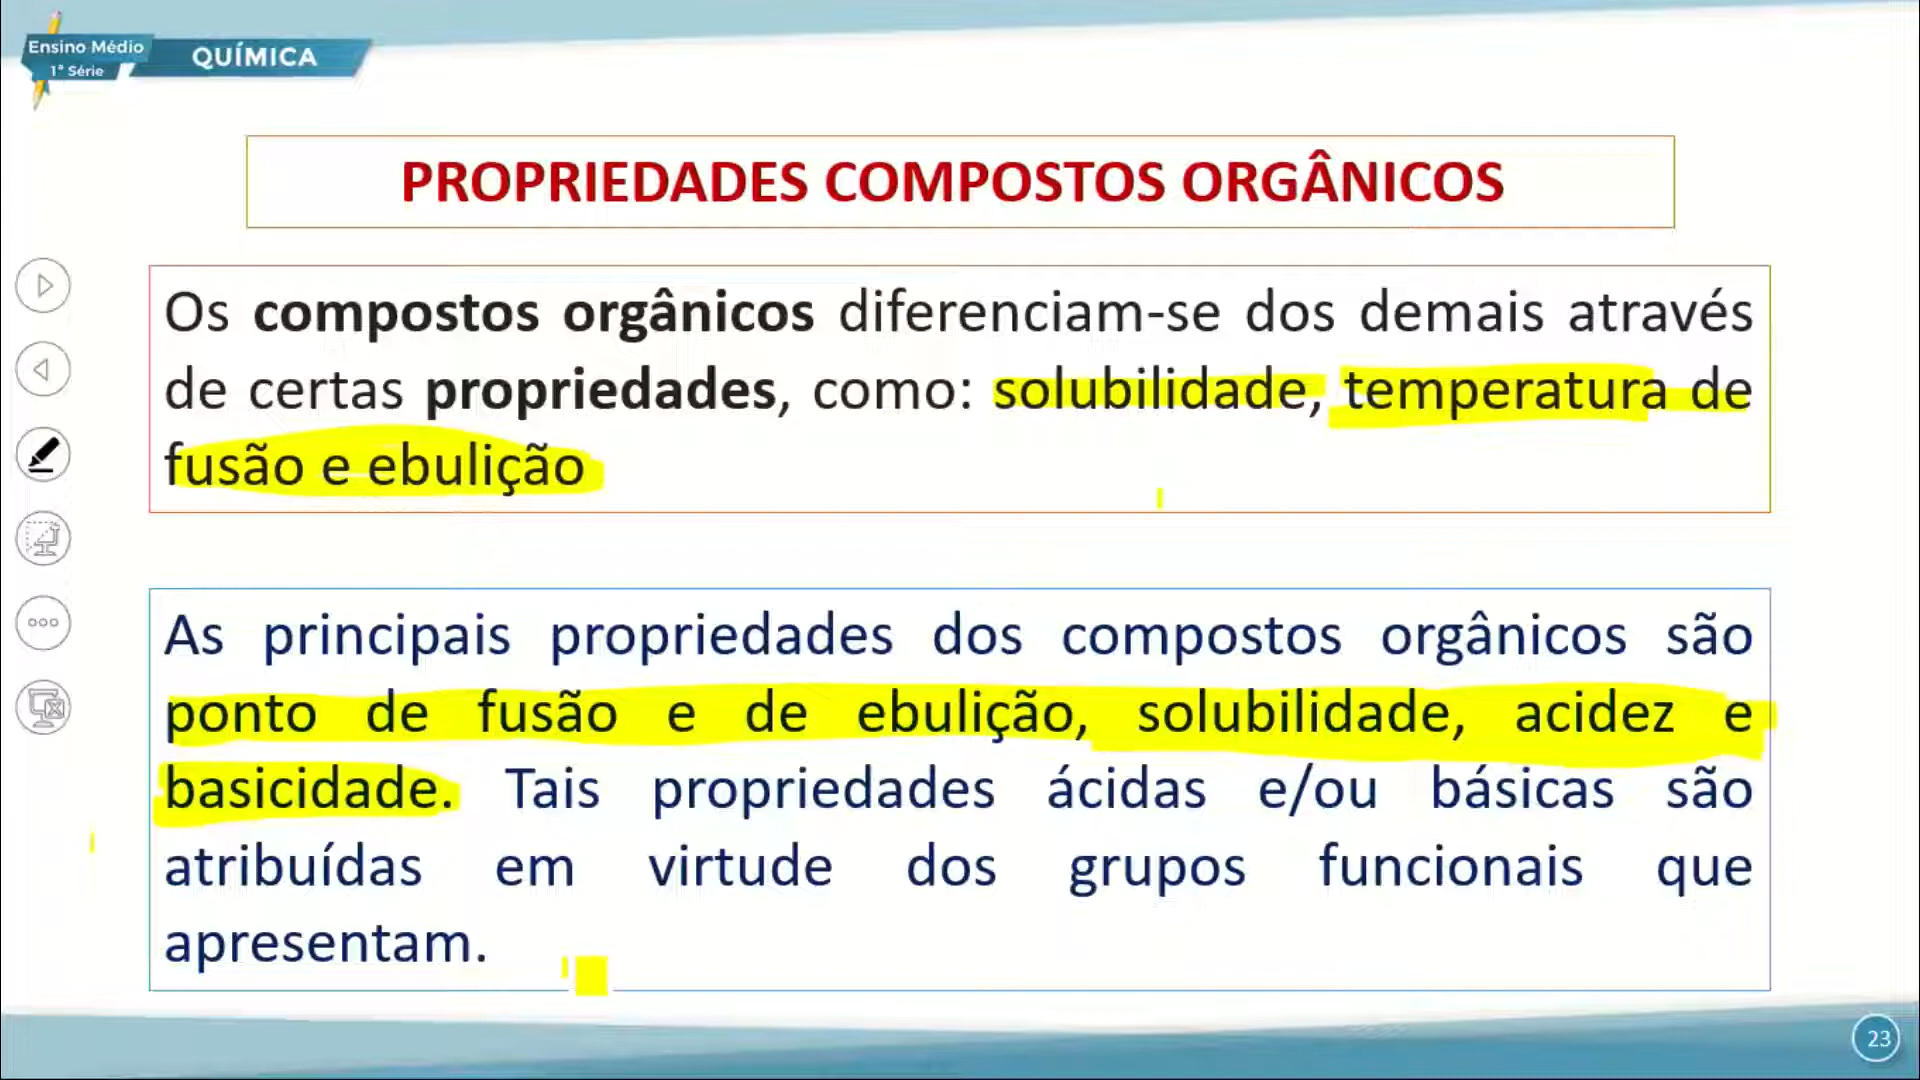 Ensino Médio
1ª Série
QUÍMICA
PROPRIEDADES COMPOSTOS ORGÂNICOS
Os compostos orgânicos diferenciam-se dos demais através
de certas propriedades, como: solubilidade, temperatura de
fusão e ebulição
As principais propriedades dos compostos orgânicos são
ponto de fusão e de ebulição, solubilidade, acidez e
basicidade. Tais propriedades ácidas e/ou básicas são
atribuídas em virtude dos grupos funcionais que
apresentam.
23